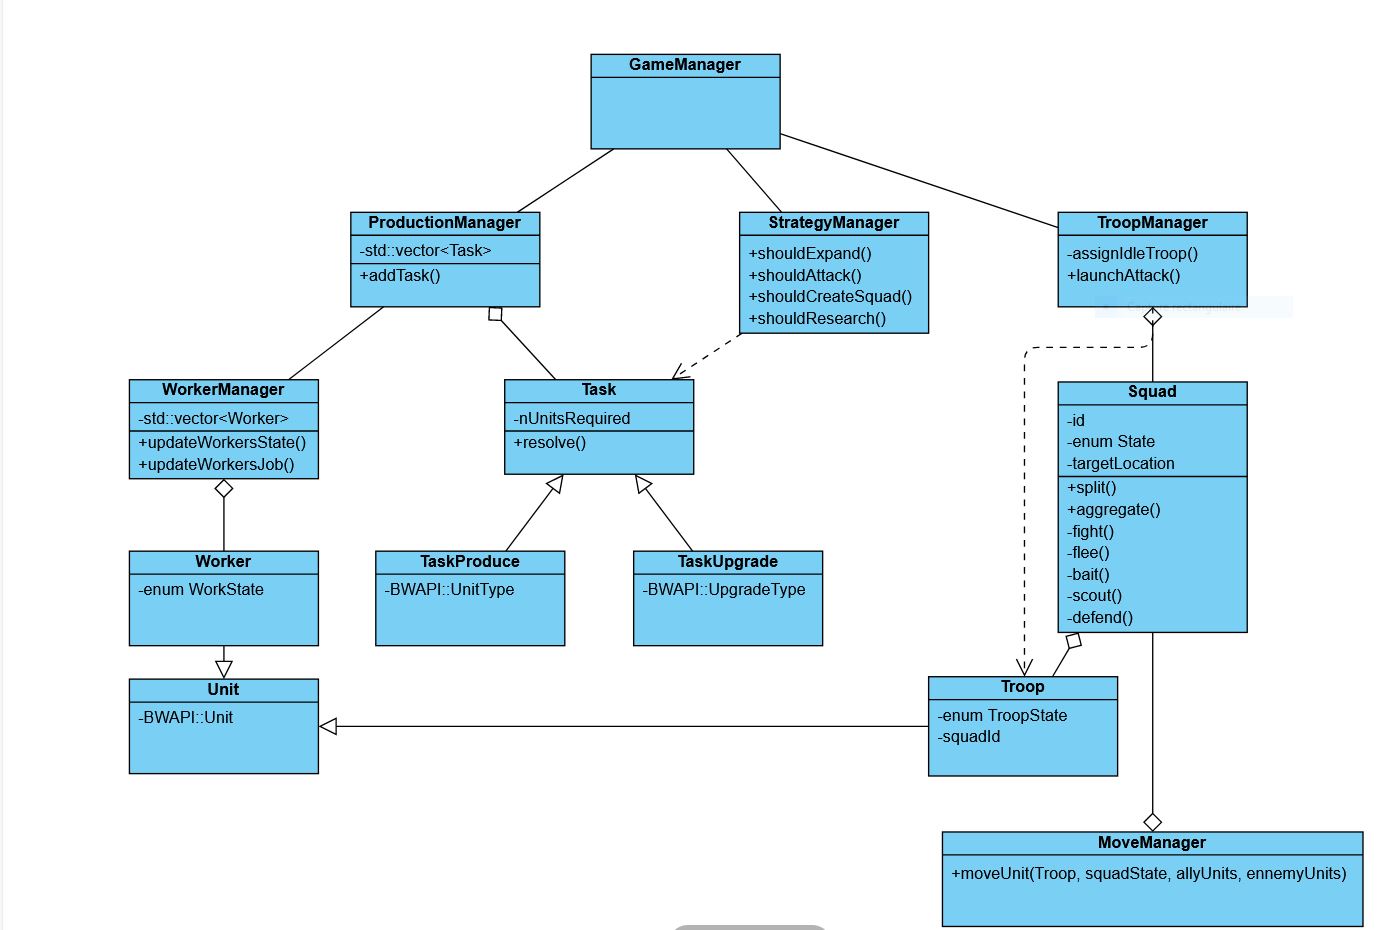 GameManager
ProductionManager
-std::vector<Task>
+addTask()
StrategyManager
+shouldExpand()
+shouldAttack()
+shouldCreateSquad()
+shouldResearch()
TroopManager
-assignIdleTroop()
+launchAttack()
WorkerManager
-std::vector<Worker>
+updateWorkersState()
+updateWorkersJob()
Task
-nUnitsRequired
+resolve()
Squad
-id
-enum State
-targetLocation
+split()
+aggregate()
-fight()
-flee()
-bait()
-scout()
-defend()
Worker
-enum WorkState
TaskProduce
-BWAPI::UnitType
TaskUpgrade
-BWAPI::UpgradeType
Unit
-BWAPI::Unit
Troop
-enum TroopState
-squadId
MoveManager
+moveUnit(Troop, squadState, allyUnits, ennemyUnits)